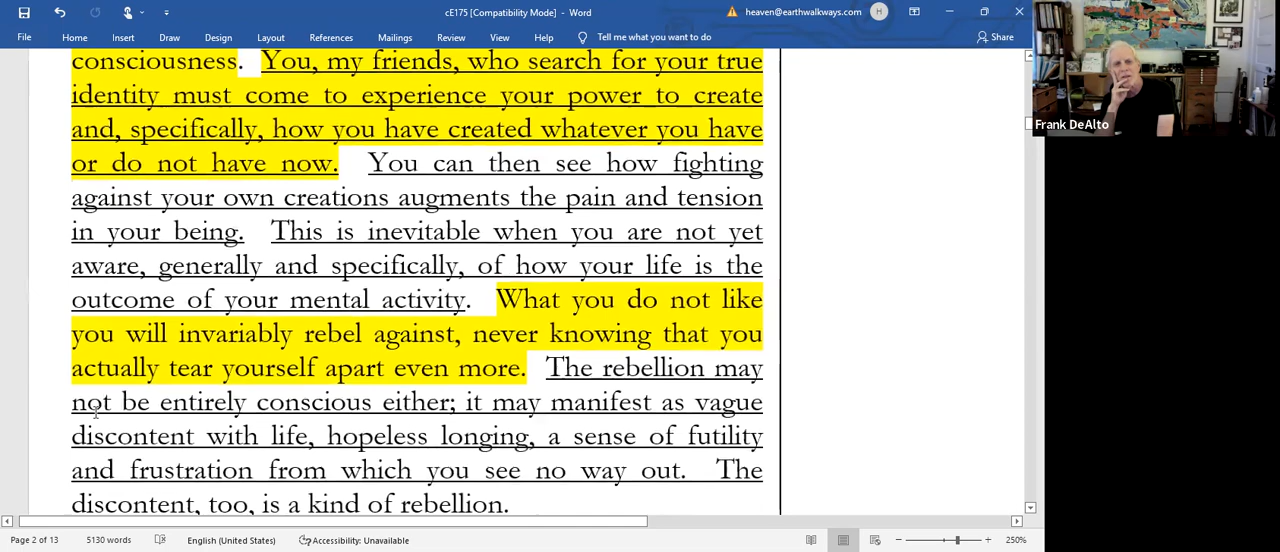 cE175 [Compatibility Mode] - Word
heaven@earthwalkways.com
H
File Home Insert Draw Design Layout References Mailings Review View Help Tell me what you want to do Share
consciousness. You, my friends, who search for your true
identity must come to experience your power to create
and, specifically, how you have created whatever you have
or do not have now. You can then see how fighting
against your own creations augments the pain and tension
in your being. This is inevitable when you are not yet
aware, generally and specifically, of how your life is the
outcome of your mental activity. What you do not like
you will invariably rebel against, never knowing that you
actually tear yourself apart even more. The rebellion may
not be entirely conscious either; it may manifest as vague
discontent with life, hopeless longing, a sense of futility
and frustration from which you see no way out. The
discontent, too, is a kind of rebellion.
Frank DeAlto
Page 2 of 13 5130 words English (United States) Accessibility: Unavailable 250%